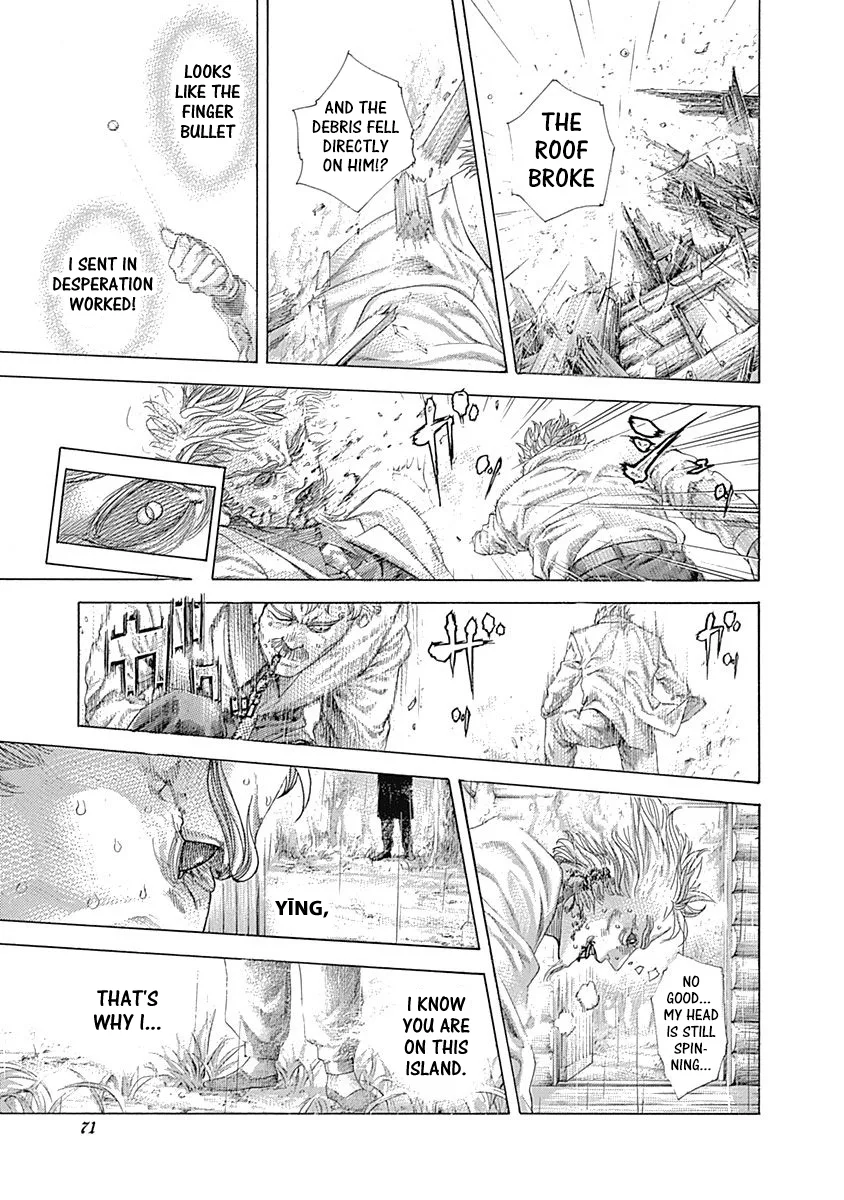 THE
ROOF
BROKE
AND THE
DEBRIS FELL
DIRECTLY
ON HIM!?
LOOKS
LIKE THE
FINGER
BULLET
I SENT IN
DESPERATION
WORKED!
NO
GOOD...
MY HEAD
IS STILL
SPIN-
NING...
YĪNG,
I KNOW
YOU ARE
ON THIS
ISLAND.
THAT'S
WHY I...
71